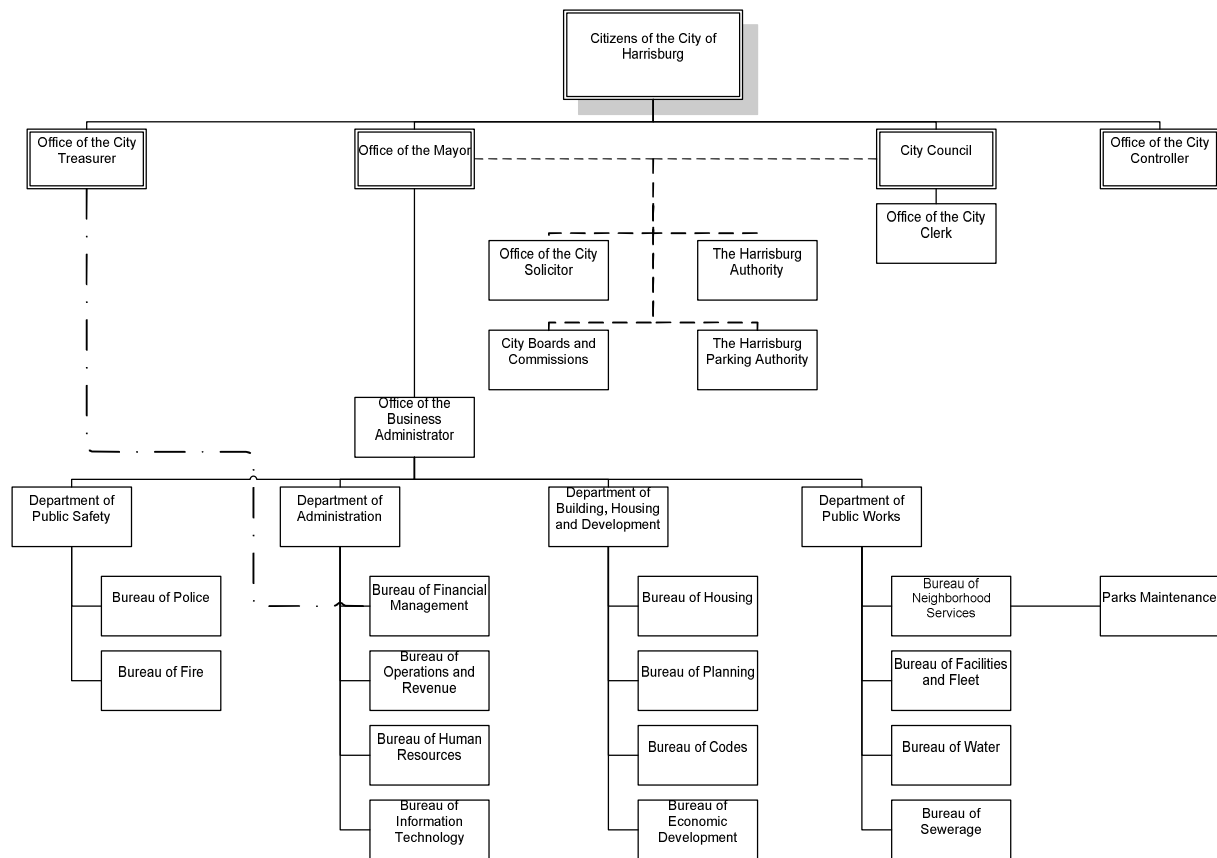 Citizens of the City of
Harrisburg
Office of the City
Treasurer
Office of the Mayor
City Council
Office of the City
Controller
Office of the City
Clerk
Office of the City
Solicitor
The Harrisburg
Authority
City Boards and
Commissions
The Harrisburg
Parking Authority
Office of the
Business
Administrator
Department of
Public Safety
Department of
Administration
Department of
Building, Housing
and Development
Department of
Public Works
Bureau of Police
Bureau of Financial
Management
Bureau of Housing
Bureau of
Neighborhood
Services
Parks Maintenance
Bureau of Fire
Bureau of
Operations and
Revenue
Bureau of Planning
Bureau of Facilities
and Fleet
Bureau of Human
Resources
Bureau of Codes
Bureau of Water
Bureau of
Information
Technology
Bureau of
Economic
Development
Bureau of
Sewerage